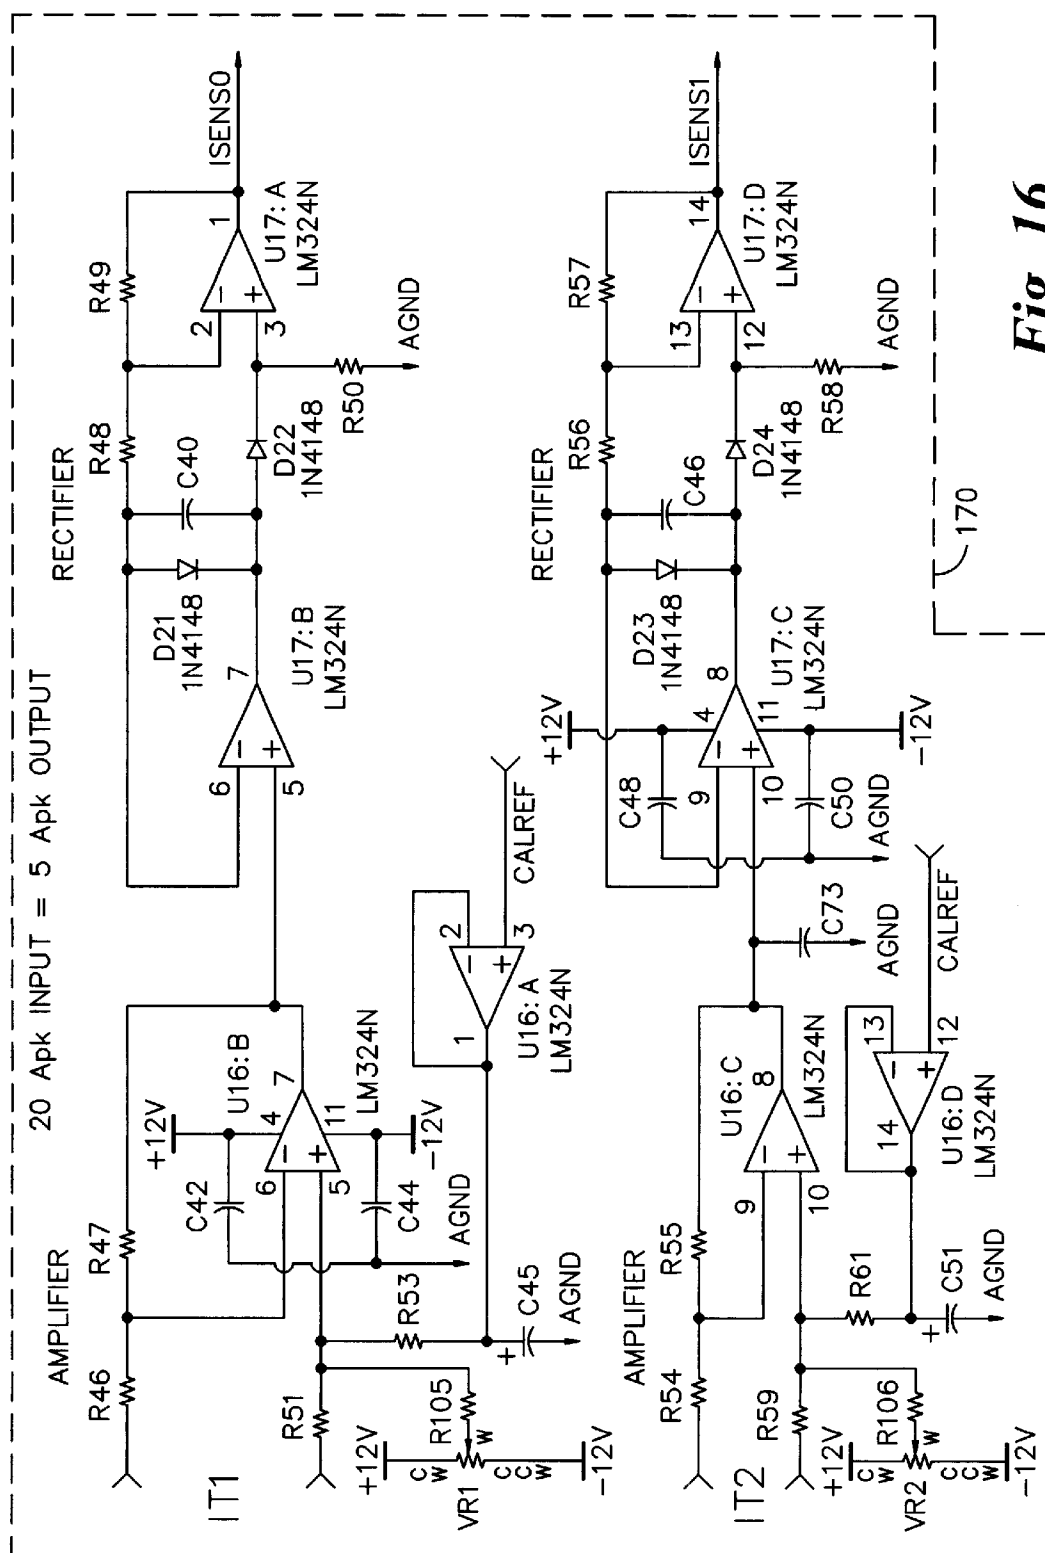 20 Apk INPUT = 5 Apk OUTPUT
AMPLIFIER
RECTIFIER
R46
R47
+12V
C42
U16:B
4
6
7
5
11
LM324N
C44
-12V
AGND
IT1
R51
R53
+12V
CW
R105
W
VR1
CCW
-12V
+
C45
AGND
U16:A
LM324N
1
2
3
CALREF
D21
1N4148
6
5
7
U17:B
LM324N
C40
D22
1N4148
R48
R49
R50
AGND
2
3
1
U17:A
LM324N
ISENS0
AMPLIFIER
RECTIFIER
R54
R55
U16:C
9
10
8
LM324N
IT2
R59
R61
+12V
CW
R106
W
VR2
CCW
-12V
+
C51
AGND
14
13
12
U16:D
LM324N
CALREF
C73
AGND
+12V
C48
9
4
10
8
11
U17:C
LM324N
C50
AGND
-12V
D23
1N4148
C46
D24
1N4148
R56
R57
R58
AGND
13
12
14
U17:D
LM324N
ISENS1
170
Fig. 16